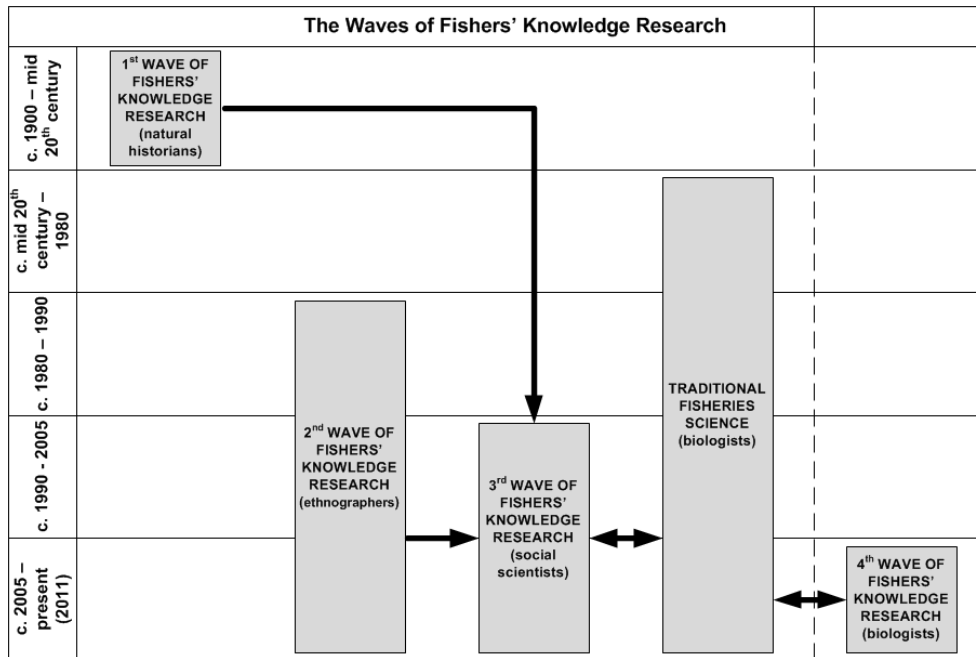 The Waves of Fishers’ Knowledge Research
c. 1900 – mid
20th century
1st WAVE OF
FISHERS’
KNOWLEDGE
RESEARCH
(natural
historians)
c. mid 20th
century –
1980
c. 1980 – 1990
TRADITIONAL
FISHERIES
SCIENCE
(biologists)
c. 1990 - 2005
2nd WAVE OF
FISHERS’
KNOWLEDGE
RESEARCH
(ethnographers)
3rd WAVE OF
FISHERS’
KNOWLEDGE
RESEARCH
(social
scientists)
c. 2005 –
present
(2011)
4th WAVE OF
FISHERS’
KNOWLEDGE
RESEARCH
(biologists)